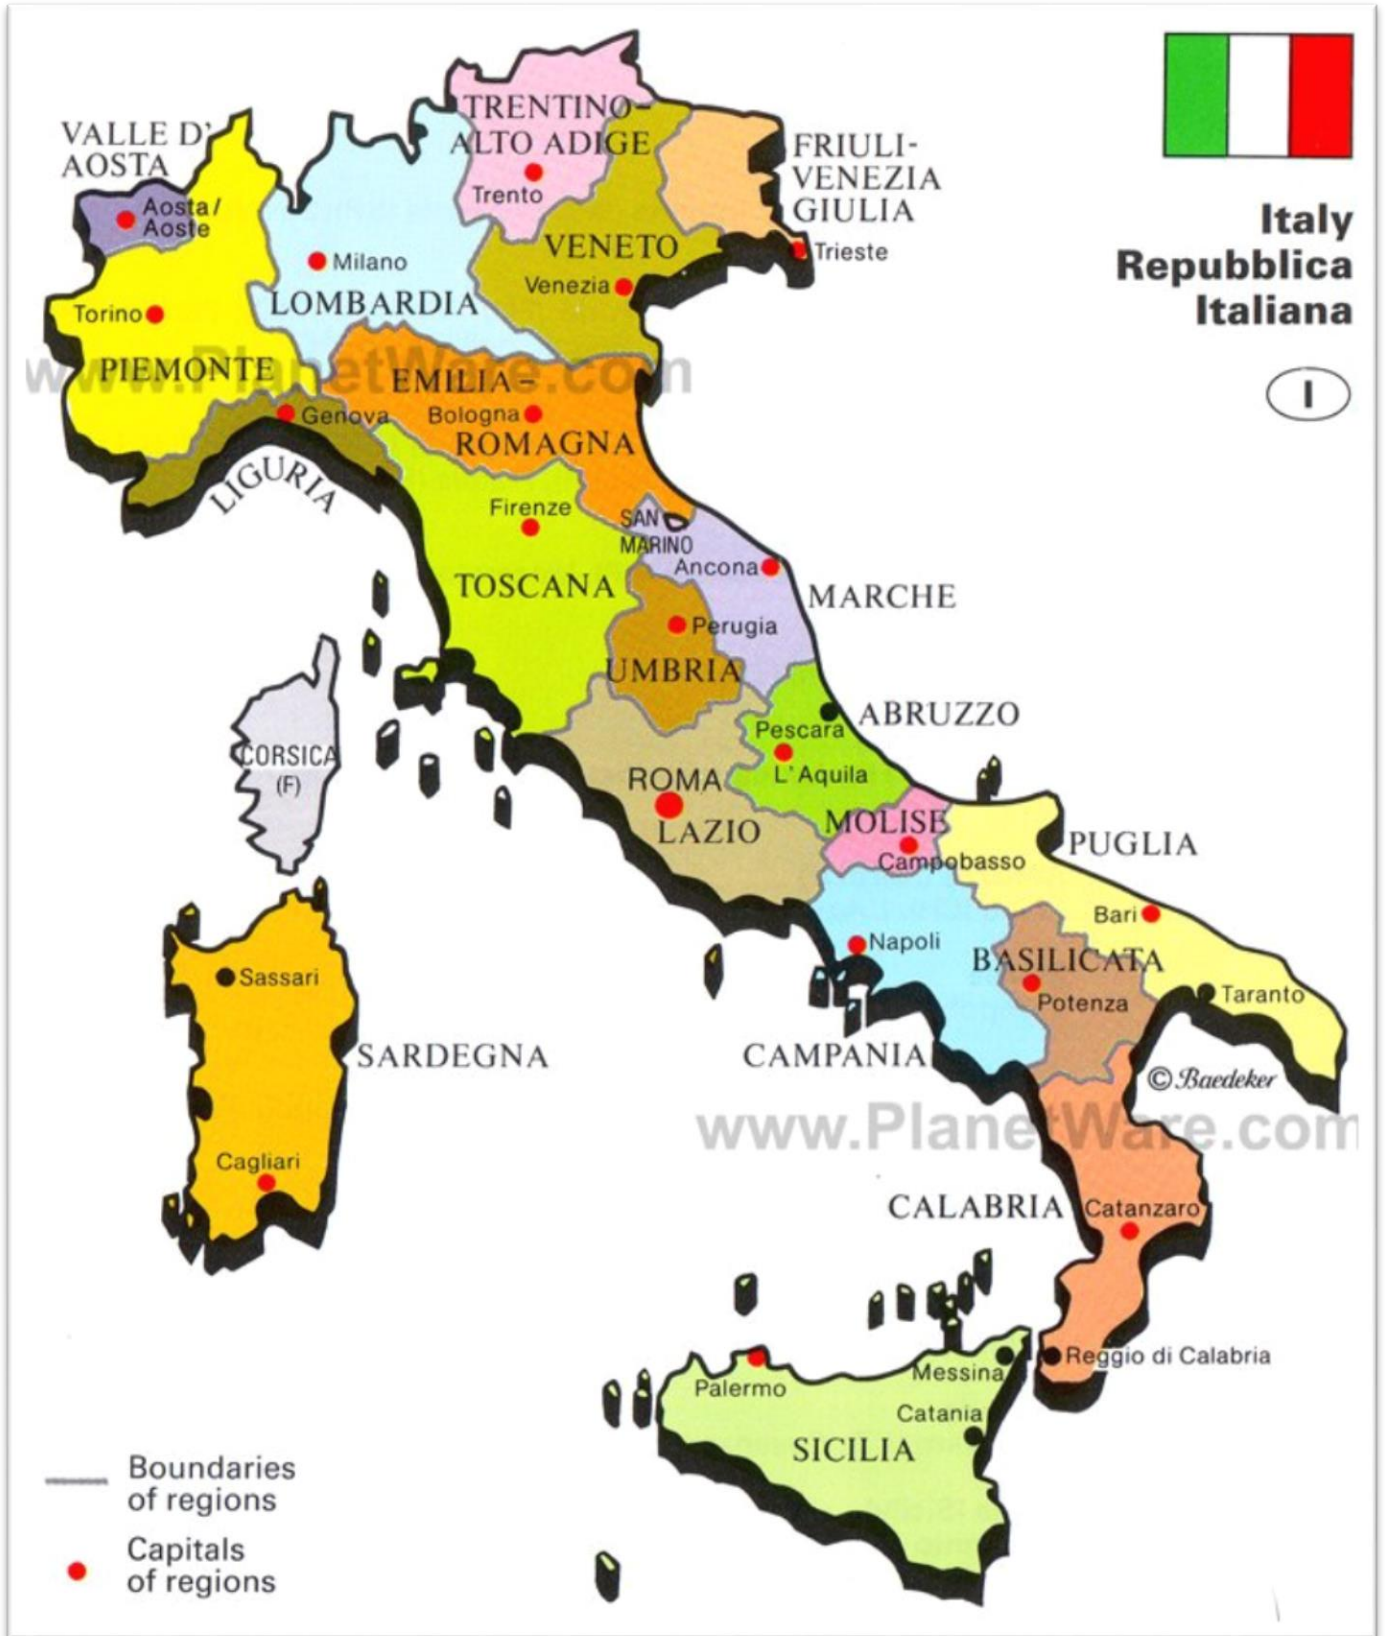 TRENTINO-
ALTO ADIGE
Trento
VALLE D'
AOSTA
Aosta/
Aoste
FRIULI-
VENEZIA
GIULIA
Trieste
Italy
Repubblica
Italiana
I
VENETO
Venezia
Milano
LOMBARDIA
Torino
PIEMONTE
www.PlanetWare.com
EMILIA-
Bologna
ROMAGNA
Genova
LIGURIA
Firenze
TOSCANA
SAN
MARINO
Ancona
MARCHE
Perugia
UMBRIA
ABRUZZO
Pescara
L'Aquila
CORSICA
(F)
ROMA
LAZIO
MOLISE
Campobasso
PUGLIA
Bari
Napoli
BASILICATA
Potenza
Taranto
Sassari
SARDEGNA
CAMPANIA
© Baedeker
www.PlanetWare.com
Cagliari
CALABRIA
Catanzaro
Reggio di Calabria
Messina
Palermo
Catania
SICILIA
Boundaries
of regions
Capitals
of regions